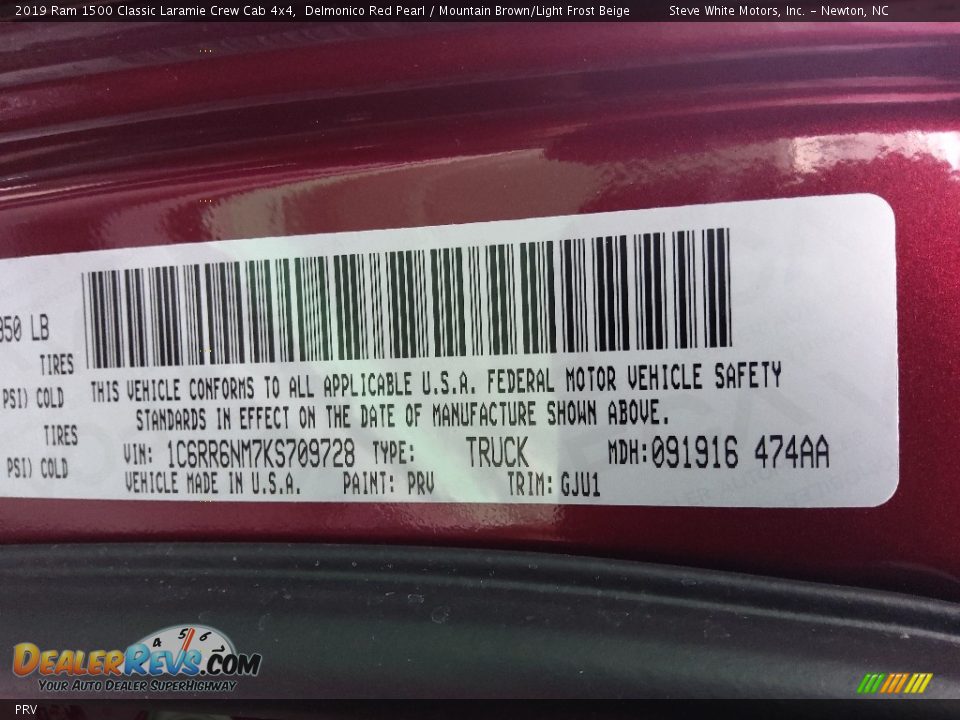 2019 Ram 1500 Classic Laramie Crew Cab 4x4, Delmonico Red Pearl / Mountain Brown/Light Frost Beige Steve White Motors, Inc. – Newton, NC
LB
TIRES
PSI) COLD
TIRES
PSI) COLD
THIS VEHICLE CONFORMS TO ALL APPLICABLE U.S.A. FEDERAL MOTOR VEHICLE SAFETY
STANDARDS IN EFFECT ON THE DATE OF MANUFACTURE SHOWN ABOVE.
VIN: 1C6RR6NM7KS709728 TYPE: TRUCK MDH:091916 474AA
VEHICLE MADE IN U.S.A. PAINT: PRV TRIM: GJU1
4 5 6
DEALERREVS.COM
YOUR AUTO DEALER SUPERHIGHWAY
PRV